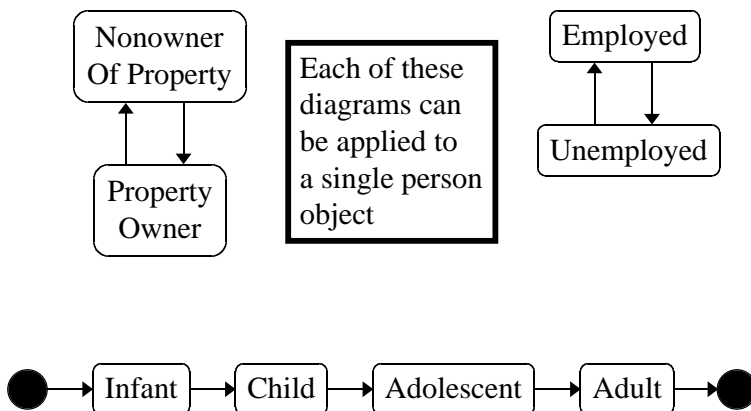 Nonowner
Of Property
Property
Owner
Each of these
diagrams can
be applied to
a single person
object
Employed
Unemployed
Infant
Child
Adolescent
Adult